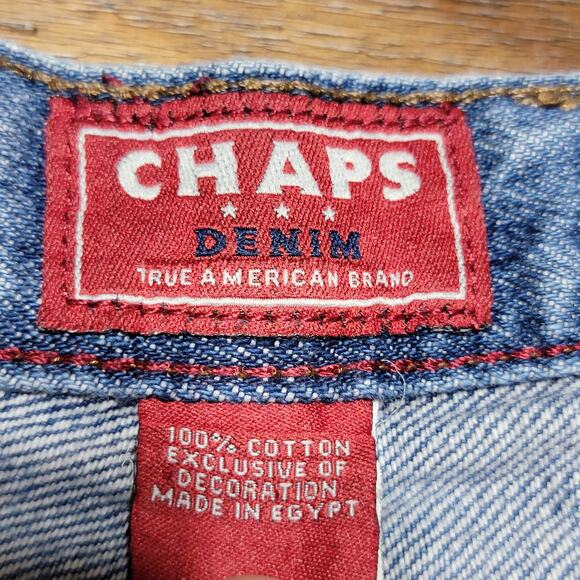 CHAPS
DENIM
TRUE AMERICAN BRAND
100% COTTON
EXCLUSIVE OF
DECORATION
MADE IN EGYPT